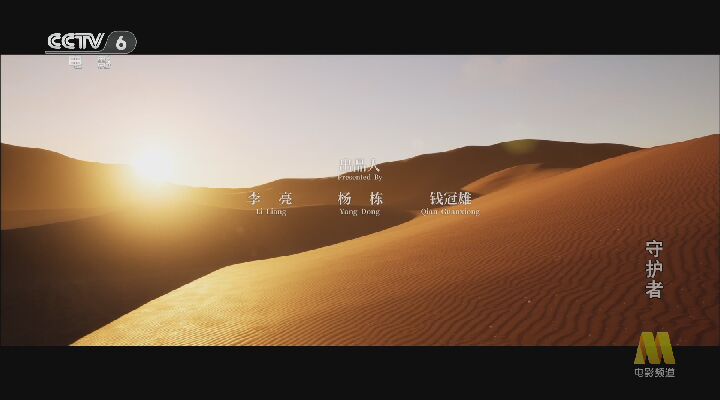 CCTV 6
电影
出品人
Presented By
李亮 杨栋 钱冠雄
Li Liang Yang Dong Qian Guanxiong
守护者
电影频道